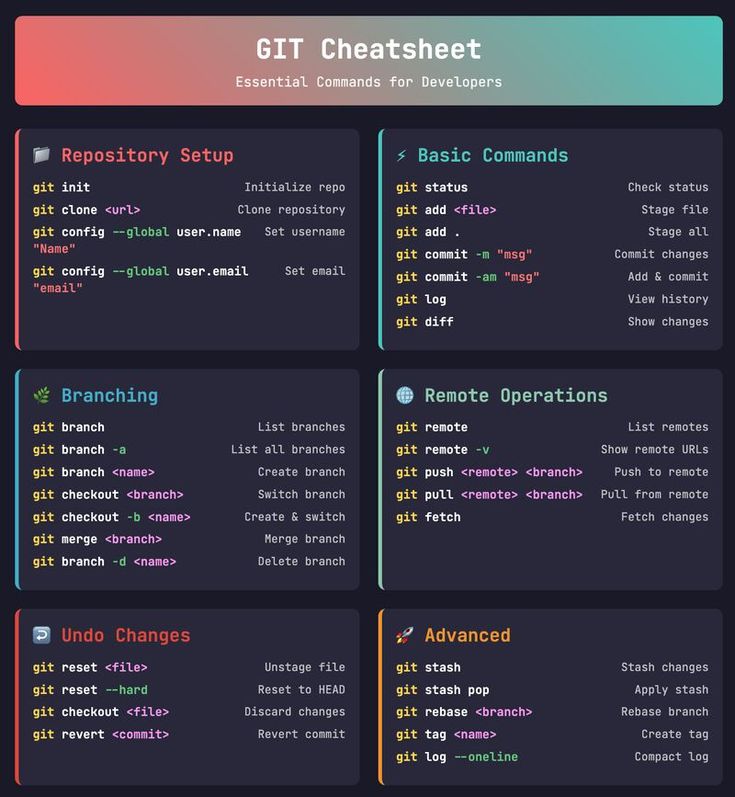 GIT Cheatsheet
Essential Commands for Developers
Repository Setup
git init Initialize repo
git clone <url> Clone repository
git config --global user.name Set username
"Name"
git config --global user.email Set email
"email"
⚡ Basic Commands
git status Check status
git add <file> Stage file
git add . Stage all
git commit -m "msg" Commit changes
git commit -am "msg" Add & commit
git log View history
git diff Show changes
Branching
git branch List branches
git branch -a List all branches
git branch <name> Create branch
git checkout <branch> Switch branch
git checkout -b <name> Create & switch
git merge <branch> Merge branch
git branch -d <name> Delete branch
Remote Operations
git remote List remotes
git remote -v Show remote URLs
git push <remote> <branch> Push to remote
git pull <remote> <branch> Pull from remote
git fetch Fetch changes
Undo Changes
git reset <file> Unstage file
git reset --hard Reset to HEAD
git checkout <file> Discard changes
git revert <commit> Revert commit
Advanced
git stash Stash changes
git stash pop Apply stash
git rebase <branch> Rebase branch
git tag <name> Create tag
git log --oneline Compact log